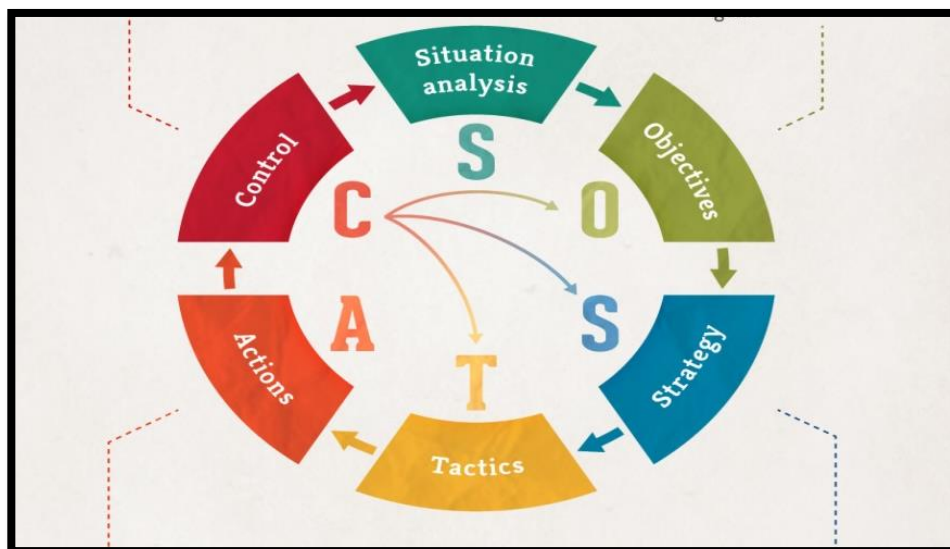 Situation
analysis
Objectives
Strategy
Tactics
Actions
Control
S
O
S
T
A
C